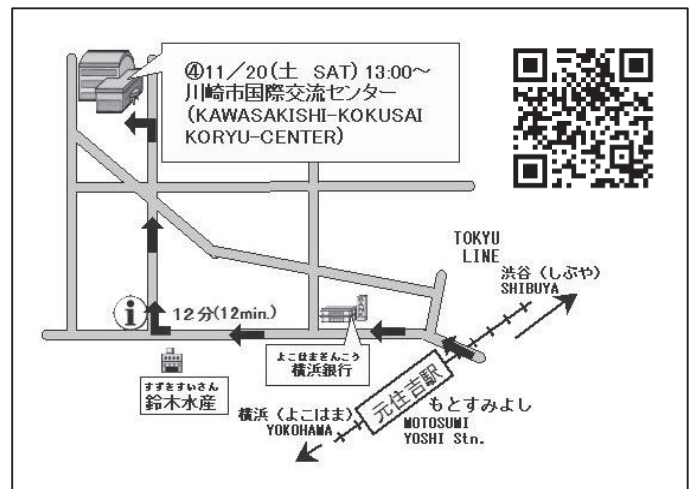 ④11／20(土 SAT) 13:00～
川崎市国際交流センター
(KAWASAKISHI-KOKUSAI
KORYU-CENTER)
TOKYU
LINE
渋谷（しぶや）
SHIBUYA
i
12分(12min.)
よこはまぎんこう
横浜銀行
すずきすいさん
鈴木水産
横浜（よこはま）
YOKOHAMA
元住吉駅
もとすみよし
MOTOSUMI
YOSHI Stn.